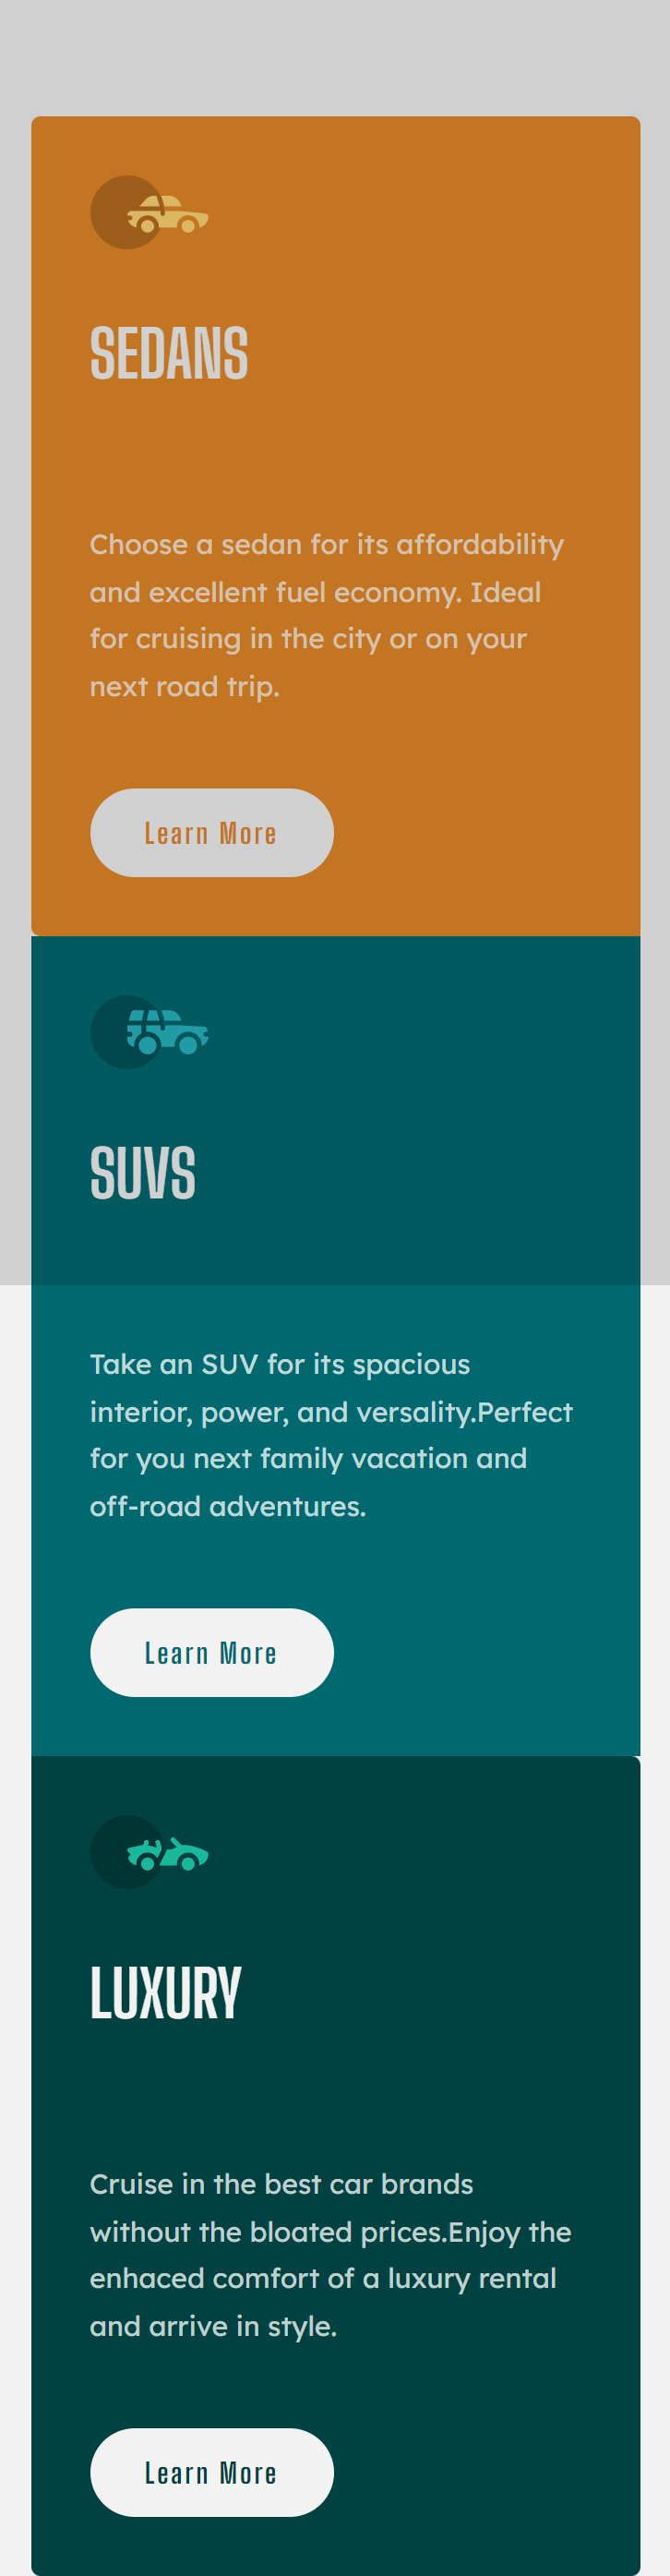 SEDANS
Choose a sedan for its affordability
and excellent fuel economy. Ideal
for cruising in the city or on your
next road trip.
Learn More
SUVS
Take an SUV for its spacious
interior, power, and versality.Perfect
for you next family vacation and
off-road adventures.
Learn More
LUXURY
Cruise in the best car brands
without the bloated prices.Enjoy the
enhaced comfort of a luxury rental
and arrive in style.
Learn More